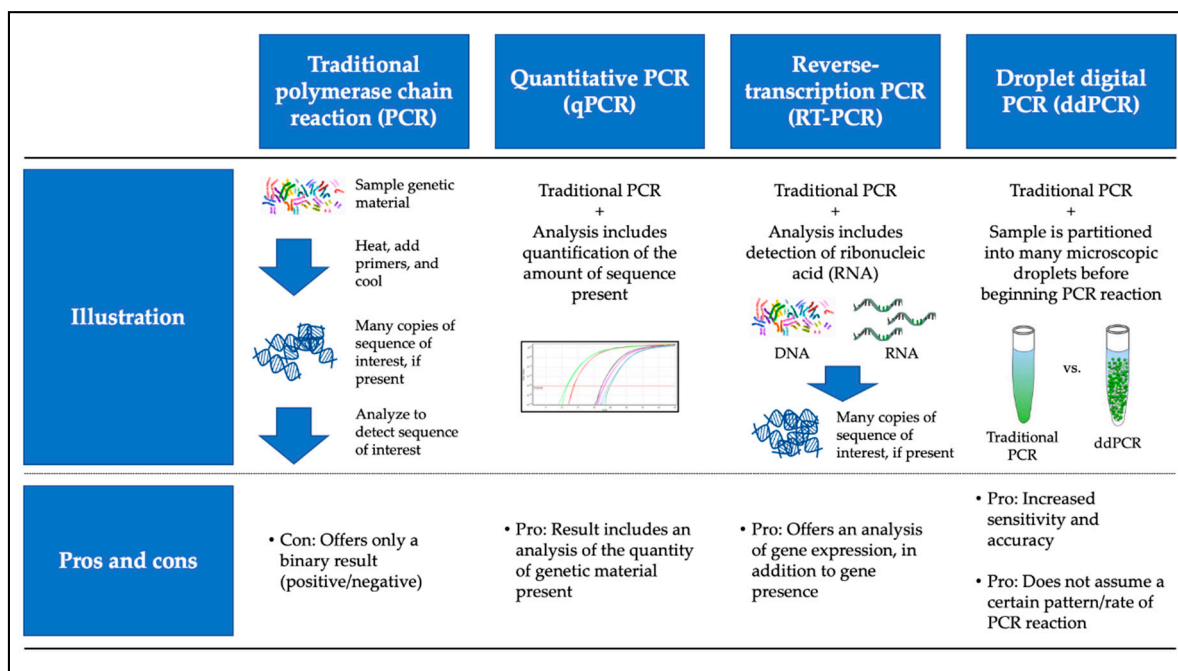 Traditional
polymerase chain
reaction (PCR)
Quantitative PCR
(qPCR)
Reverse-
transcription PCR
(RT-PCR)
Droplet digital
PCR (ddPCR)
Illustration
Sample genetic
material
Heat, add
primers, and
cool
Many copies of
sequence of
interest, if
present
Analyze to
detect sequence
of interest
Traditional PCR
+
Analysis includes
quantification of the
amount of sequence
present
Traditional PCR
+
Analysis includes
detection of ribonucleic
acid (RNA)
DNA
RNA
Many copies of
sequence of
interest, if present
Traditional PCR
+
Sample is partitioned
into many microscopic
droplets before
beginning PCR reaction
vs.
Traditional
PCR
ddPCR
Pros and cons
• Con: Offers only a
binary result
(positive/negative)
• Pro: Result includes an
analysis of the quantity
of genetic material
present
• Pro: Offers an analysis
of gene expression, in
addition to gene
presence
• Pro: Increased
sensitivity and
accuracy
• Pro: Does not assume a
certain pattern/rate of
PCR reaction